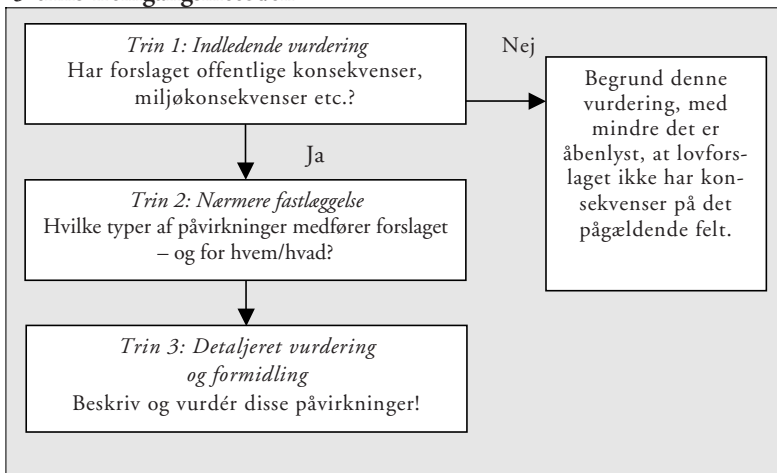 Trin 1: Indledende vurdering
Har forslaget offentlige konsekvenser,
miljøkonsekvenser etc.?
Nej
Begrund denne
vurdering, med
mindre det er
åbenlyst, at lovfors-
laget ikke har kon-
sekvenser på det
pågældende felt.
Ja
Trin 2: Nærmere fastlæggelse
Hvilke typer af påvirkninger medfører forslaget
– og for hvem/hvad?
Trin 3: Detaljeret vurdering
og formidling
Beskriv og vurdér disse påvirkninger!